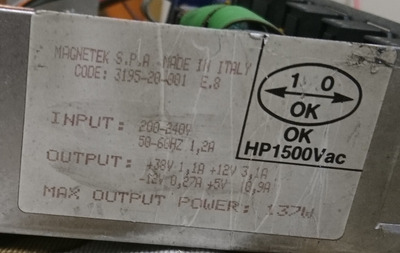 MAGNETEK S.P.A MADE IN ITALY
CODE: 3195-20-001 E.8
1 0
OK
OK
HP1500Vac
INPUT: 200-240V
50-60HZ 1,2A
OUTPUT: +38V 1,1A +12V 3,1A
-12V 0,27A +5V 10,9A
MAX OUTPUT POWER: 137W